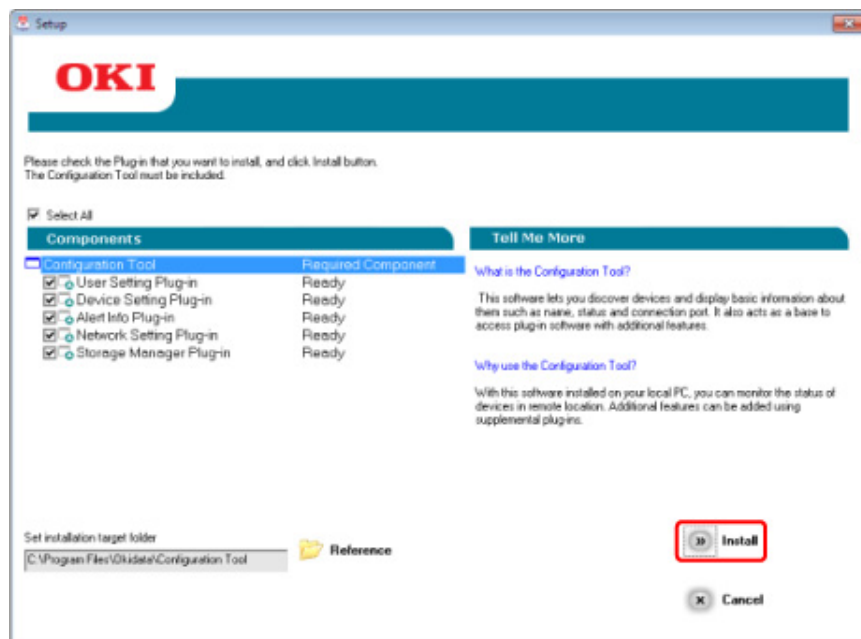 Setup
OKI
Please check the Plug-in that you want to install, and click Install button.
The Configuration Tool must be included.
Select All
Components
Configuration Tool Required Component
User Setting Plug-in Ready
Device Setting Plug-in Ready
Alert Info Plug-in Ready
Network Setting Plug-in Ready
Storage Manager Plug-in Ready
Tell Me More
What is the Configuration Tool?
This software lets you discover devices and display basic information about
them such as name, status and connection port. It also acts as a base to
access plug-in software with additional features.
Why use the Configuration Tool?
With this software installed on your local PC, you can monitor the status of
devices in remote location. Additional features can be added using
supplemental plug-ins.
Set installation target folder
C:\Program Files\Okidata\Configuration Tool
Reference
Install
Cancel